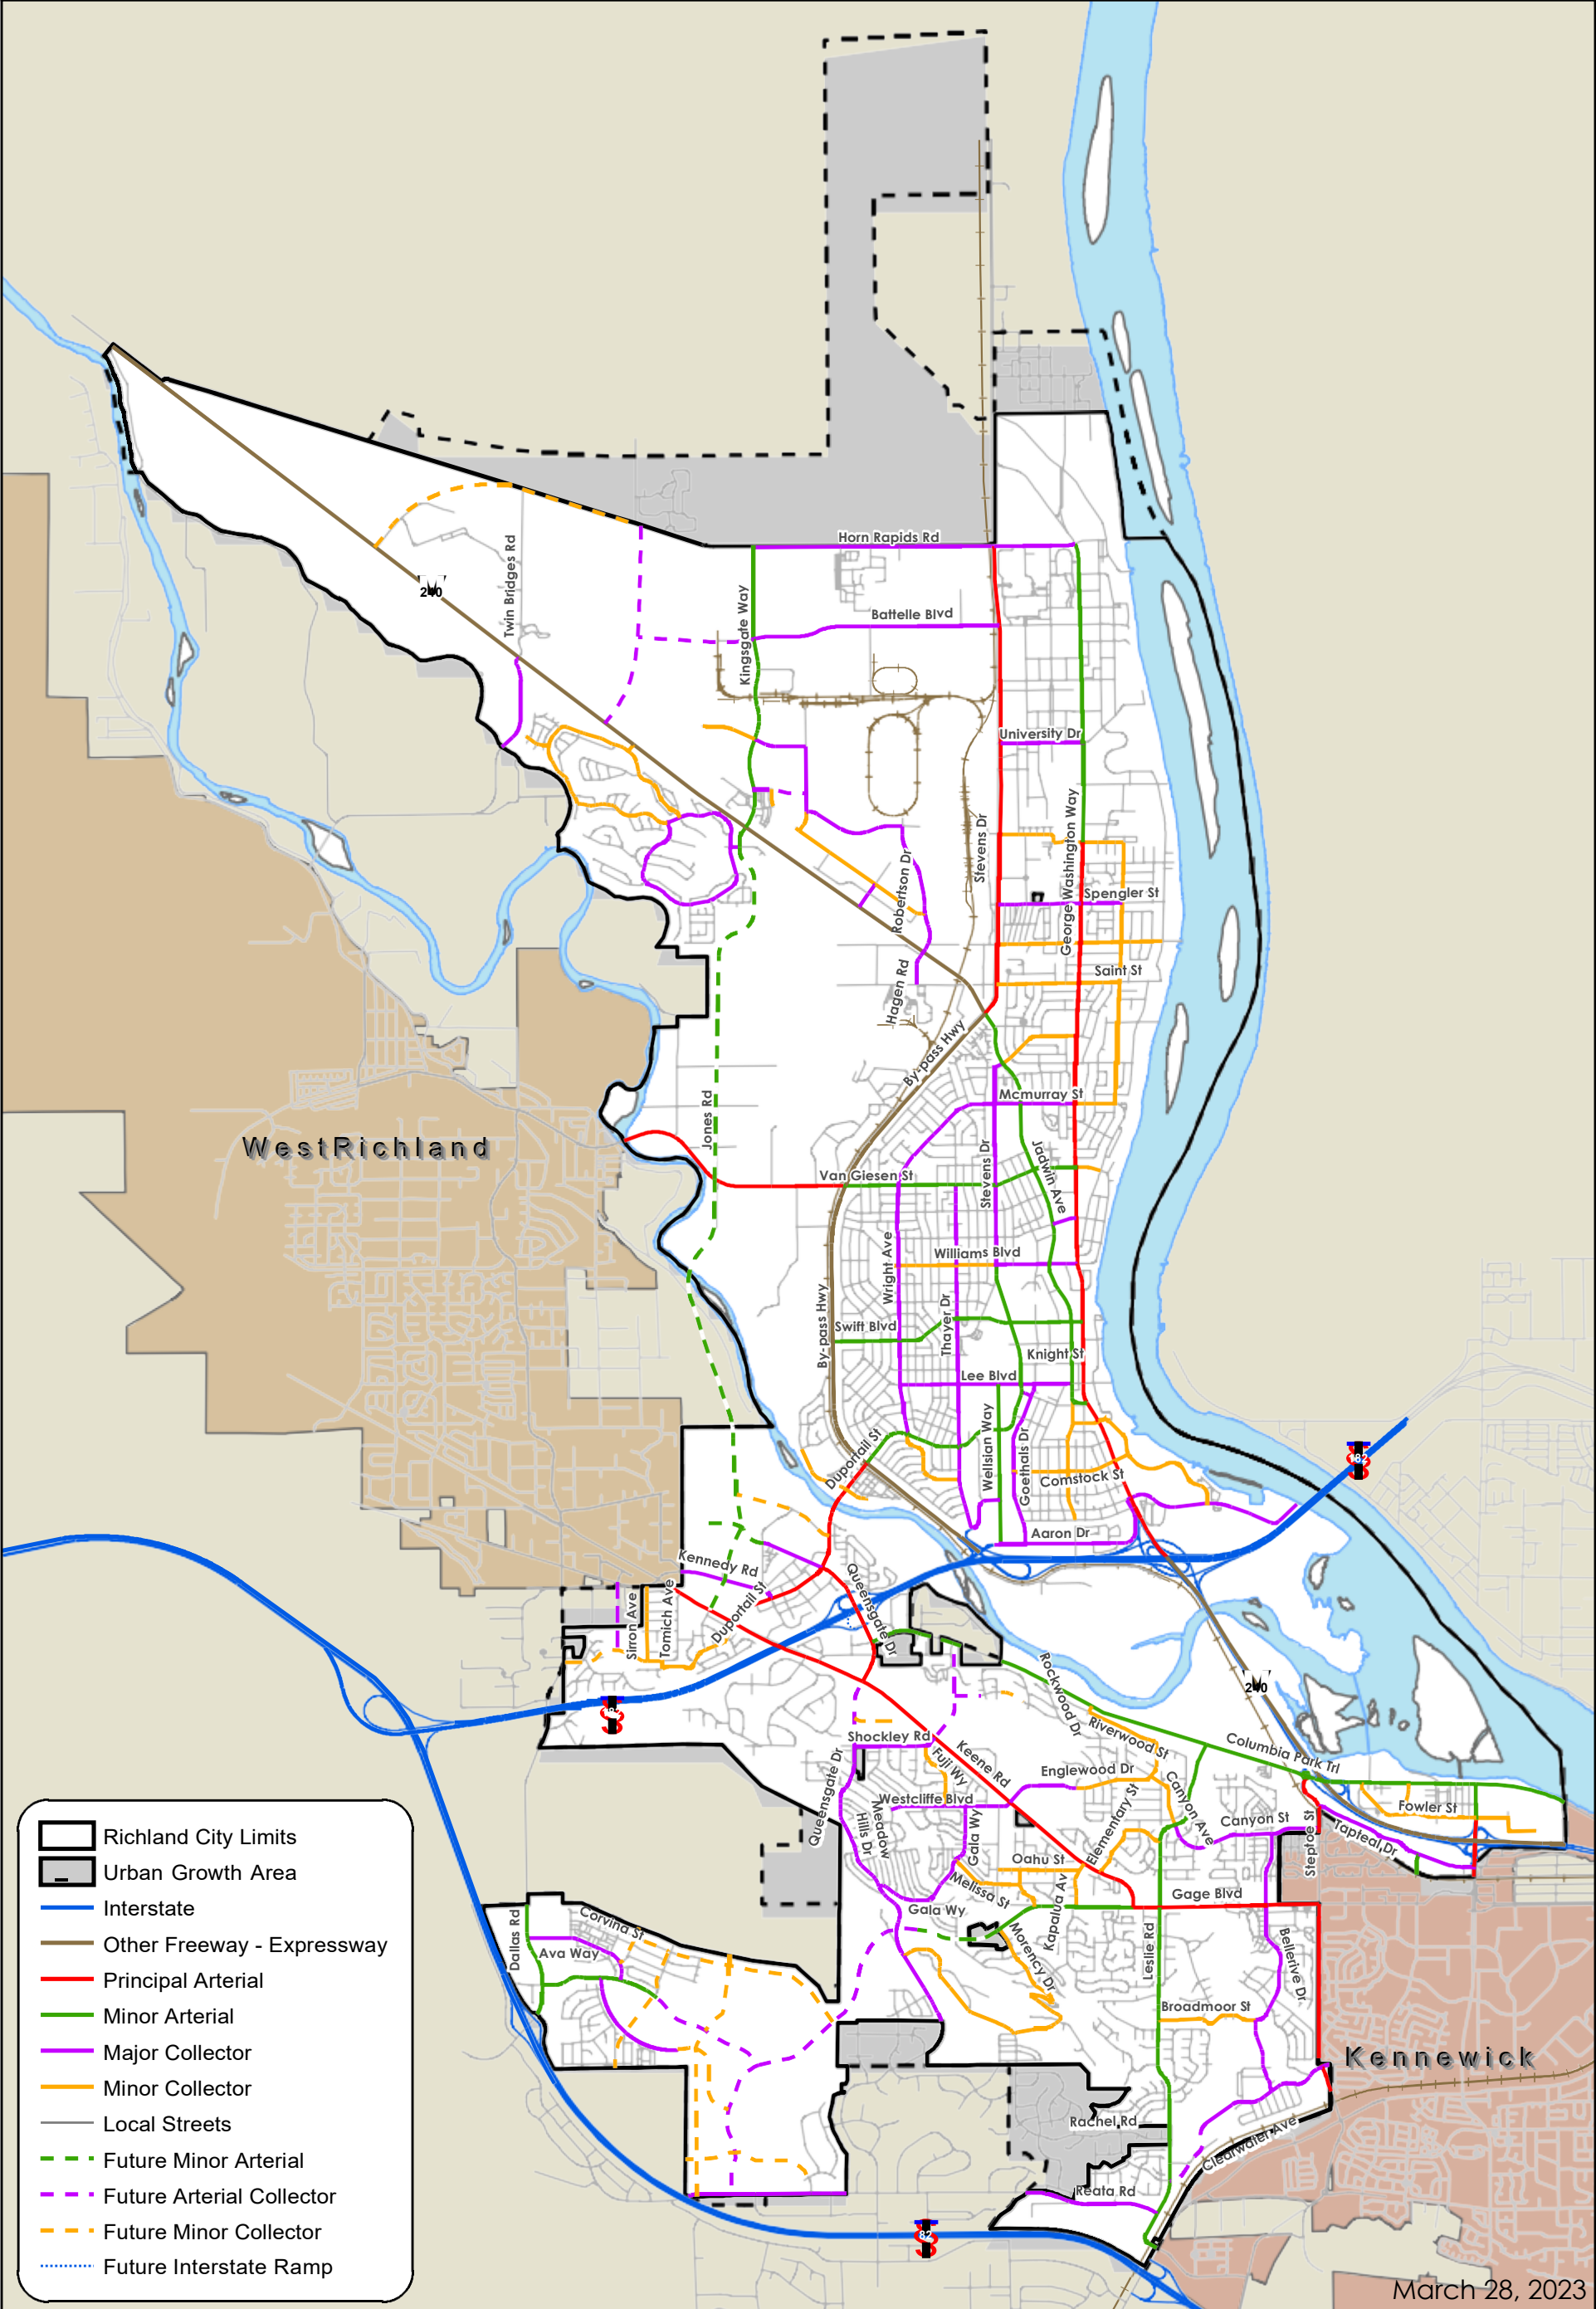 Horn Rapids Rd
Twin Bridges Rd
240
Kingsgate Way
Battelle Blvd
University Dr
Stevens Dr
George Washington Way
Robertson Dr
Spengler St
Saint St
Hagen Rd
By-pass Hwy
Mcmurray St
Jones Rd
WestRichland
Van Giesen St
Stevens Dr
Jadwin Ave
Wright Ave
Williams Blvd
By-pass Hwy
Thayer Dr
Swift Blvd
Knight St
Lee Blvd
Wellsian Way
Goethals Dr
Duportail St
Comstock St
182
Aaron Dr
Kennedy Rd
Queensgate Dr
Sirron Ave
Tomich Ave
Duportail St
Rockwood Dr
240
182
Riverwood St
Columbia Park Trl
Shockley Rd
Keene Rd
Fuji Wy
Englewood Dr
Queensgate Dr
Westcliffe Blvd
Canyon Ave
Fowler St
Meadow
Hills Dr
Gala Wy
Elementary St
Canyon St
Steptoe St
Tapteal Dr
Oahu St
Melissa St
Kapalua Av
Gage Blvd
Gala Wy
Dallas Rd
Corvina St
Ava Way
Morency Dr
Leslie Rd
Bellerive Dr
Broadmoor St
Kennewick
Rachel Rd
Clearwater Ave
Reata Rd
82
Richland City Limits
Urban Growth Area
Interstate
Other Freeway - Expressway
Principal Arterial
Minor Arterial
Major Collector
Minor Collector
Local Streets
Future Minor Arterial
Future Arterial Collector
Future Minor Collector
Future Interstate Ramp
March 28, 2023